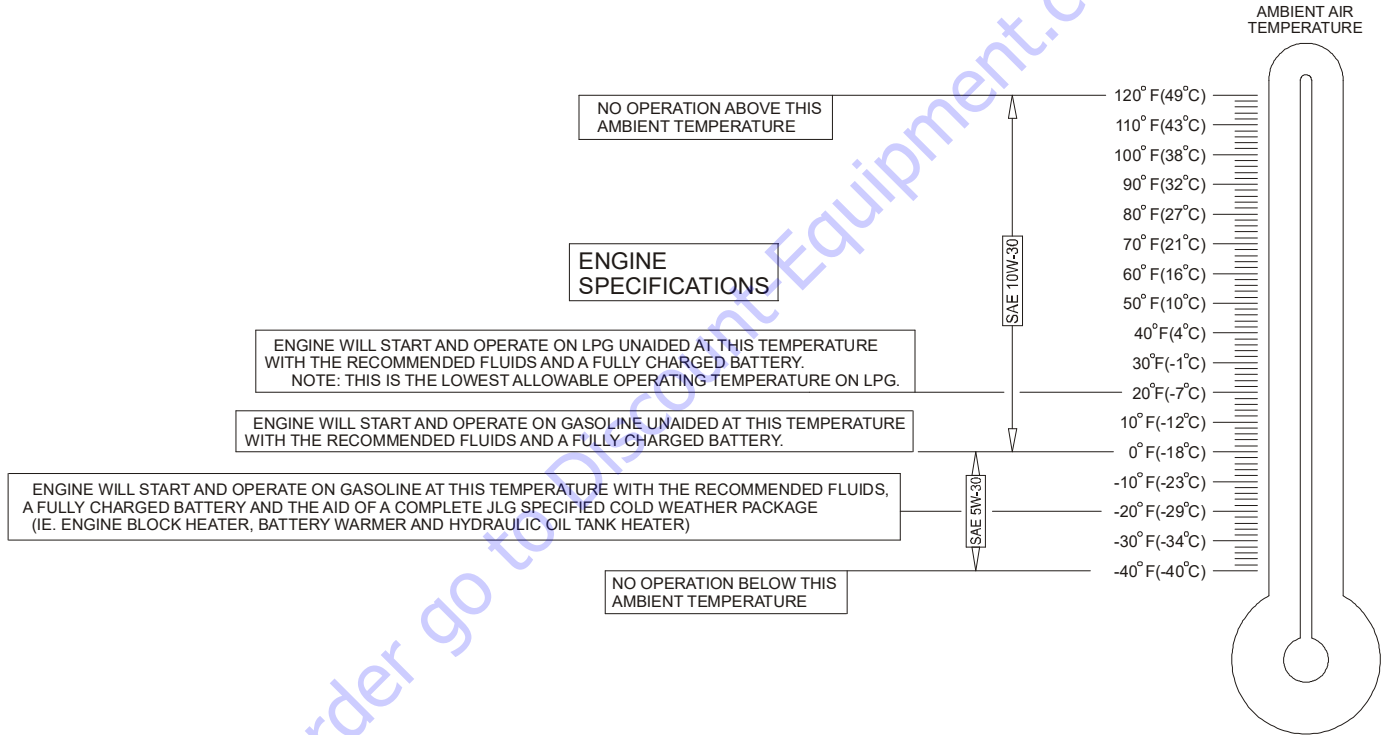 AMBIENT AIR
TEMPERATURE
NO OPERATION ABOVE THIS
AMBIENT TEMPERATURE
120° F(49°C)
110° F(43°C)
100° F(38°C)
90° F(32°C)
80° F(27°C)
70° F(21°C)
60° F(16°C)
50° F(10°C)
40°F(4°C)
30°F(-1°C)
20°F(-7°C)
10°F(-12°C)
0°F(-18°C)
-10°F(-23°C)
-20°F(-29°C)
-30°F(-34°C)
-40°F(-40°C)
SAE 10W-30
ENGINE
SPECIFICATIONS
ENGINE WILL START AND OPERATE ON LPG UNAIDED AT THIS TEMPERATURE
WITH THE RECOMMENDED FLUIDS AND A FULLY CHARGED BATTERY.
NOTE: THIS IS THE LOWEST ALLOWABLE OPERATING TEMPERATURE ON LPG.
ENGINE WILL START AND OPERATE ON GASOLINE UNAIDED AT THIS TEMPERATURE
WITH THE RECOMMENDED FLUIDS AND A FULLY CHARGED BATTERY.
SAE 5W-30
ENGINE WILL START AND OPERATE ON GASOLINE AT THIS TEMPERATURE WITH THE RECOMMENDED FLUIDS,
A FULLY CHARGED BATTERY AND THE AID OF A COMPLETE JLG SPECIFIED COLD WEATHER PACKAGE
(IE. ENGINE BLOCK HEATER, BATTERY WARMER AND HYDRAULIC OIL TANK HEATER)
NO OPERATION BELOW THIS
AMBIENT TEMPERATURE
rder go to Discount-Equipment.c